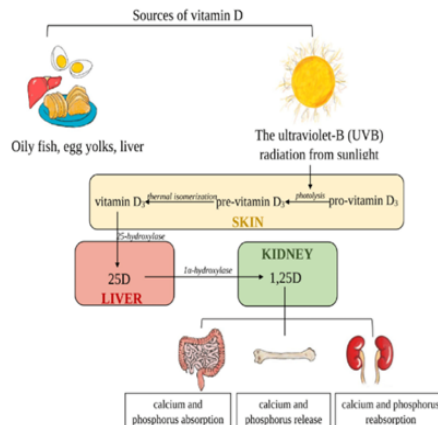 Sources of vitamin D
Oily fish, egg yolks, liver
The ultraviolet-B (UVB)
radiation from sunlight
vitamin D3 thermal isomerization pre-vitamin D3 photolysis pro-vitamin D3
SKIN
25-hydroxylase
25D
LIVER
1α-hydroxylase
KIDNEY
1,25D
calcium and
phosphorus absorption
calcium and
phosphorus release
calcium and phosphorus
reabsorption